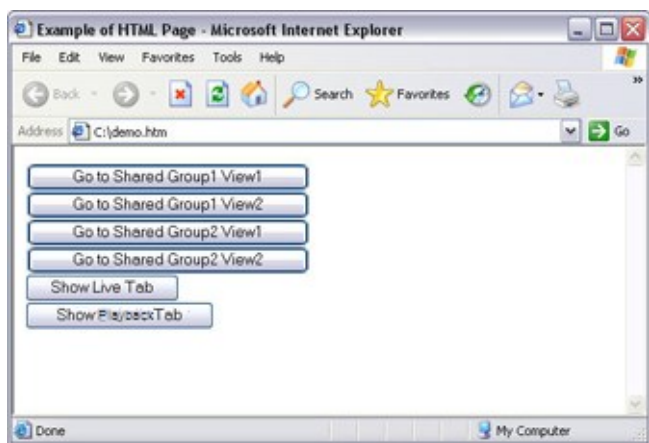 Example of HTML Page - Microsoft Internet Explorer
File Edit View Favorites Tools Help
Back Search Favorites
Address C:\demo.htm Go
Go to Shared Group1 View1
Go to Shared Group1 View2
Go to Shared Group2 View1
Go to Shared Group2 View2
Show Live Tab
Show Playback Tab
Done My Computer